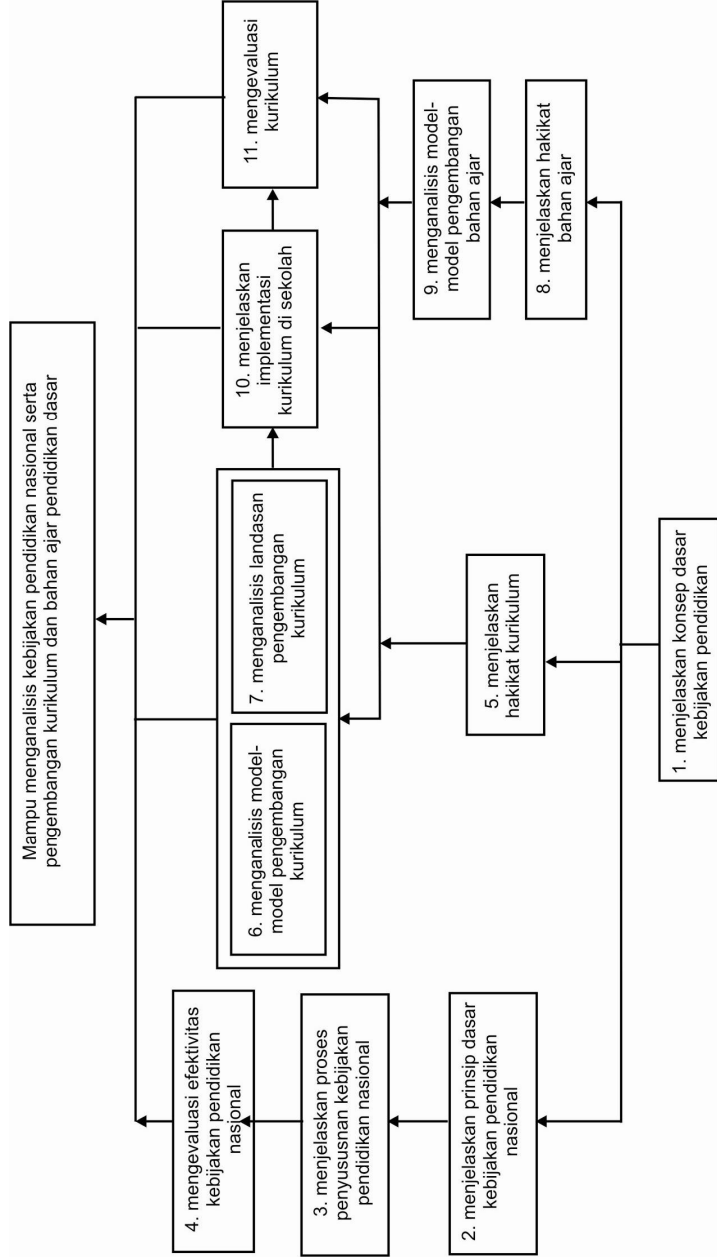 Mampu menganalisis kebijakan pendidikan nasional serta
pengembangan kurikulum dan bahan ajar pendidikan dasar
4. mengevaluasi efektivitas
kebijakan pendidikan
nasional
3. menjelaskan proses
penyususnan kebijakan
pendidikan nasional
2. menjelaskan prinsip dasar
kebijakan pendidikan
nasional
6. menganalisis model-
model pengembangan
kurikulum
7. menganalisis landasan
pengembangan
kurikulum
10. menjelaskan
implementasi
kurikulum di sekolah
11. mengevaluasi
kurikulum
5. menjelaskan
hakikat kurikulum
9. menganalisis model-
model pengembangan
bahan ajar
8. menjelaskan hakikat
bahan ajar
1. menjelaskan konsep dasar
kebijakan pendidikan